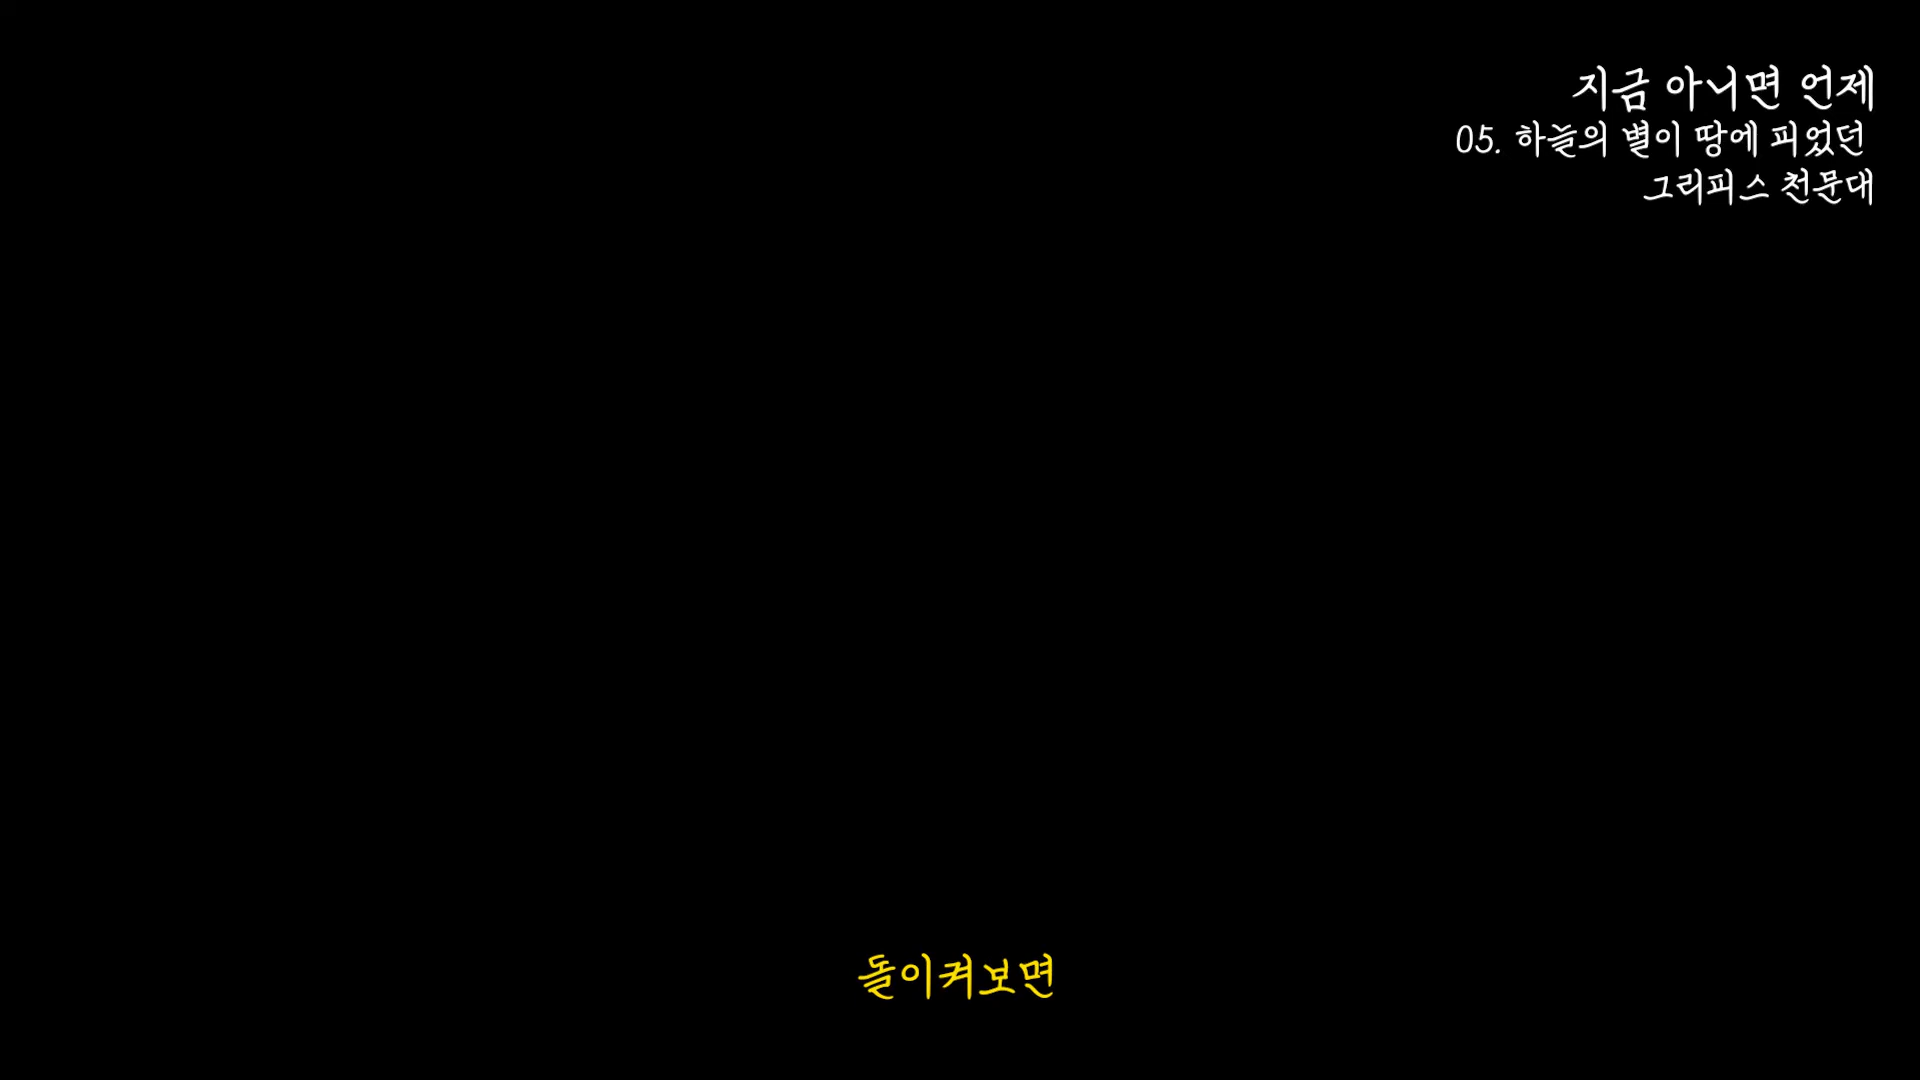 지금 아니면 언제
05. 하늘의 별이 땅에 피었던
그리피스 천문대
돌이켜보면